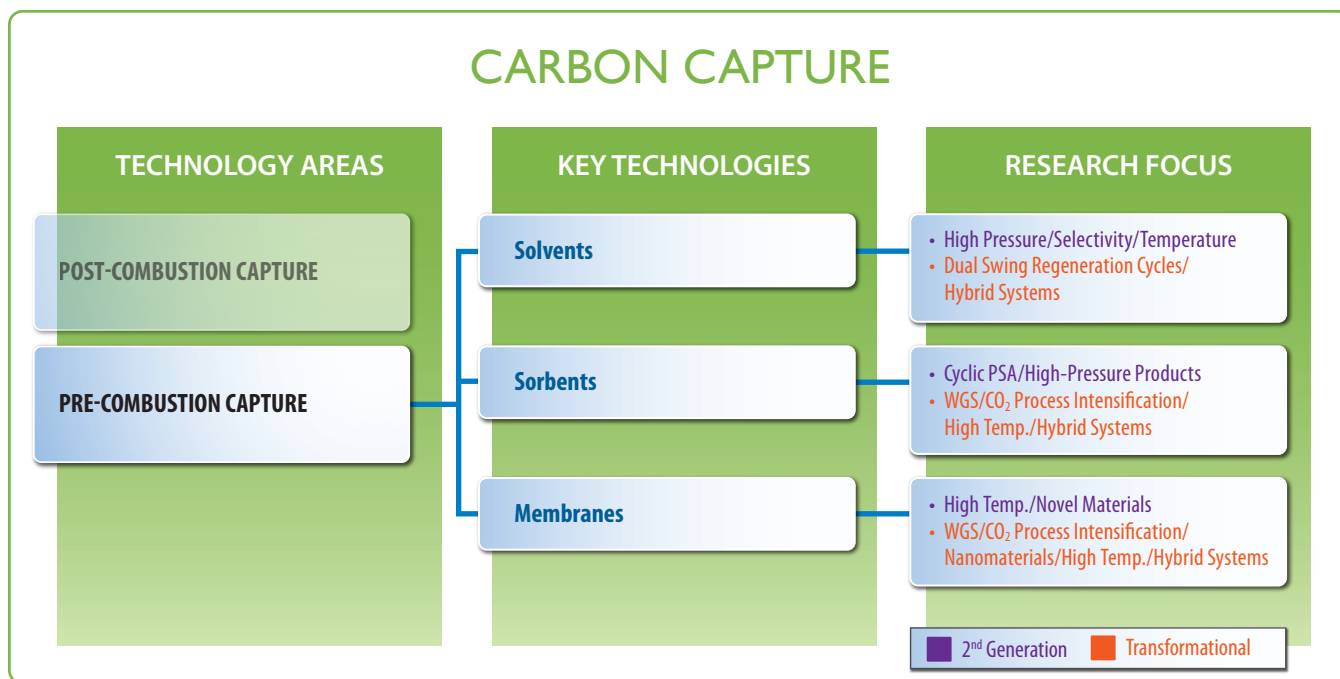 CARBON CAPTURE
TECHNOLOGY AREAS
POST-COMBUSTION CAPTURE
PRE-COMBUSTION CAPTURE
KEY TECHNOLOGIES
Solvents
Sorbents
Membranes
RESEARCH FOCUS
• High Pressure/Selectivity/Temperature
• Dual Swing Regeneration Cycles/
Hybrid Systems
• Cyclic PSA/High-Pressure Products
• WGS/CO₂ Process Intensification/
High Temp./Hybrid Systems
• High Temp./Novel Materials
• WGS/CO₂ Process Intensification/
Nanomaterials/High Temp./Hybrid Systems
2nd Generation
Transformational